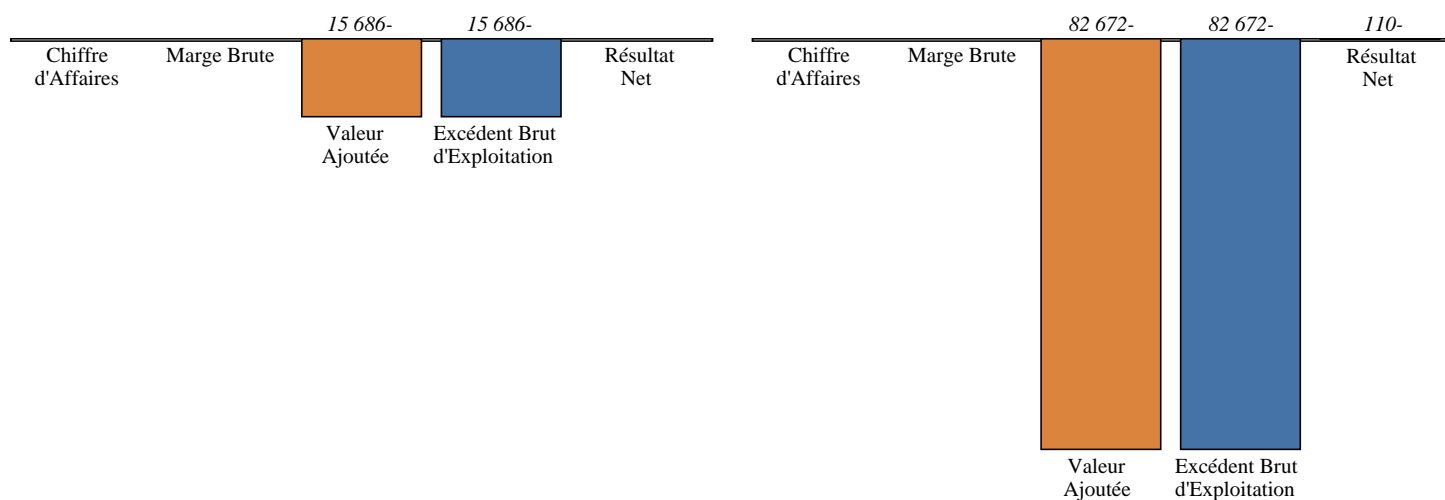 15 686-
15 686-
Chiffre
d'Affaires
Marge Brute
Valeur
Ajoutée
Excédent Brut
d'Exploitation
Résultat
Net
82 672-
82 672-
110-
Chiffre
d'Affaires
Marge Brute
Valeur
Ajoutée
Excédent Brut
d'Exploitation
Résultat
Net